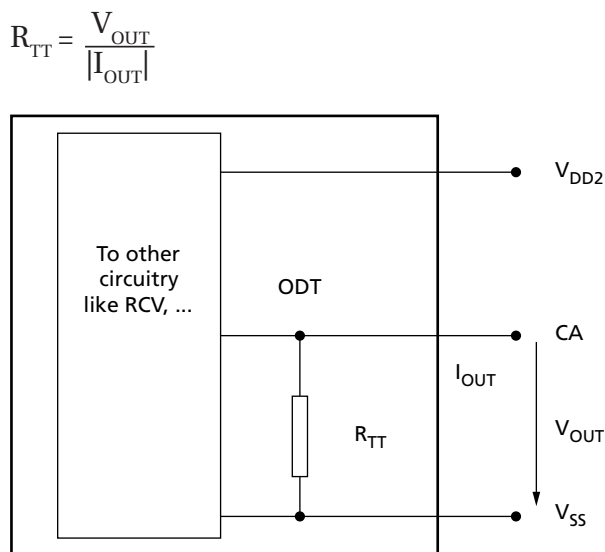 R_TT = V_OUT / |I_OUT|
V_DD2
To other
circuitry
like RCV, ...
ODT
CA
I_OUT
R_TT
V_OUT
V_SS